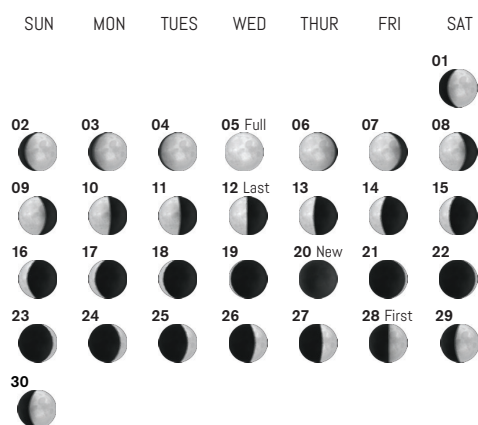 SUN MON TUES WED THUR FRI SAT
01
02 03 04 05 Full 06 07 08
09 10 11 12 Last 13 14 15
16 17 18 19 20 New 21 22
23 24 25 26 27 28 First 29
30